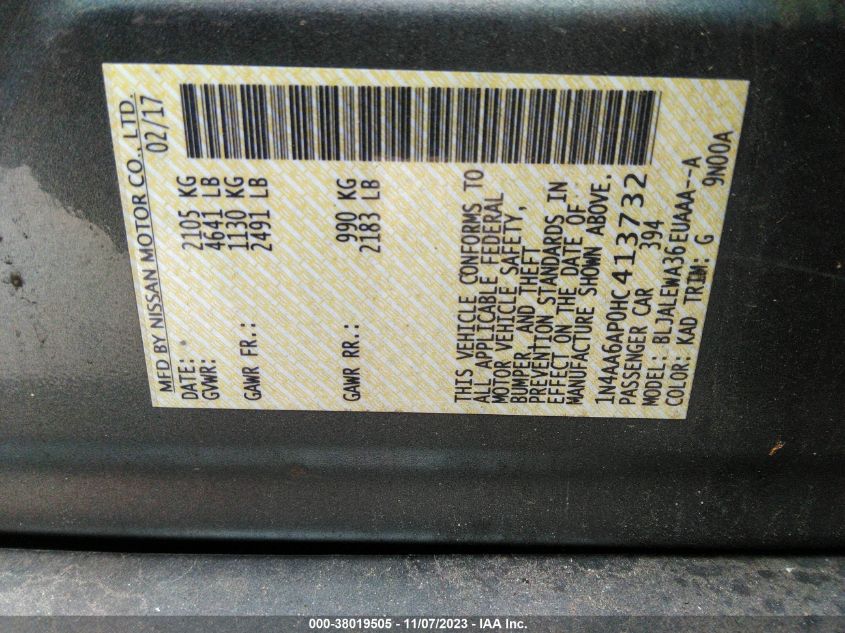 MFD BY NISSAN MOTOR CO., LTD.
DATE: 02/17
GVWR: 2105 KG
4641 LB
GAWR FR.: 1130 KG
2491 LB
GAWR RR.: 990 KG
2183 LB
THIS VEHICLE CONFORMS TO
ALL APPLICABLE FEDERAL
MOTOR VEHICLE SAFETY,
BUMPER, AND THEFT
PREVENTION STANDARDS IN
EFFECT ON THE DATE OF
MANUFACTURE SHOWN ABOVE.
1N4AA6AP0HC413732
PASSENGER CAR 394
MODEL: BLJALEWA36EUAAA--A
COLOR: KAD TRIM: G 9N00A
000-38019505 - 11/07/2023 - IAA Inc.